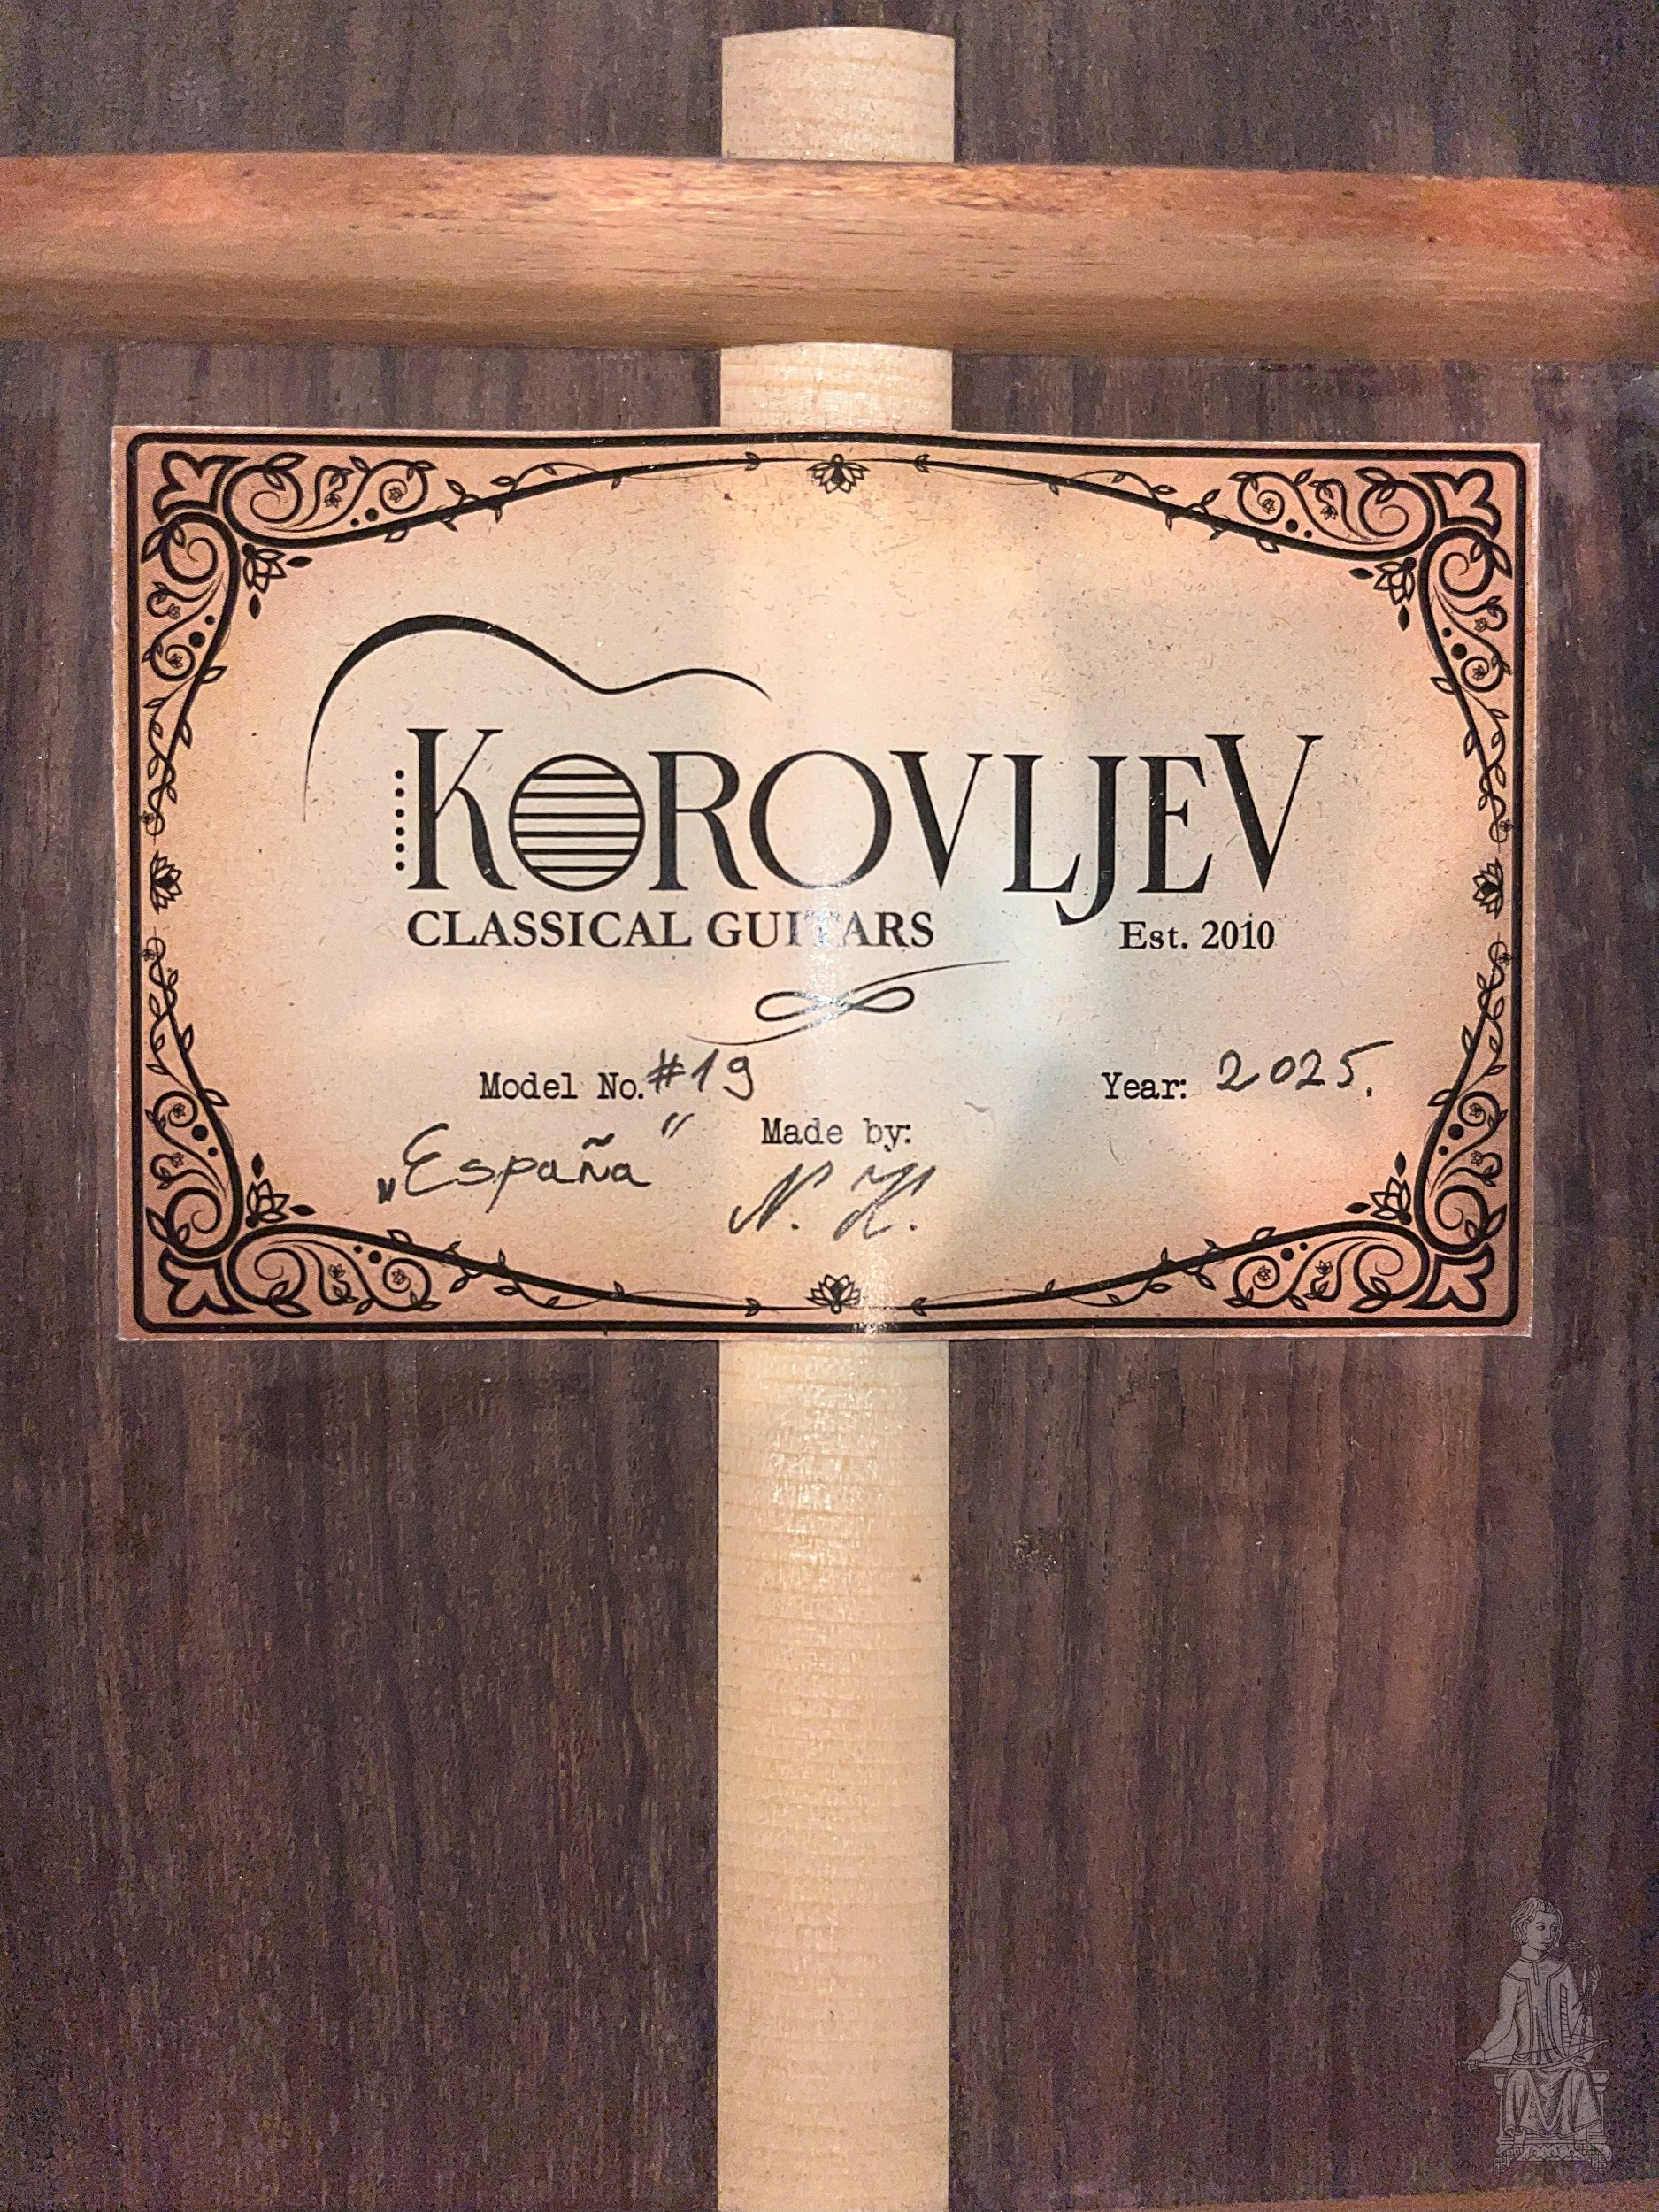 KOROVLJEV
CLASSICAL GUITARS Est. 2010
Model No. #19 Year: 2025.
„España“ Made by:
N. K.